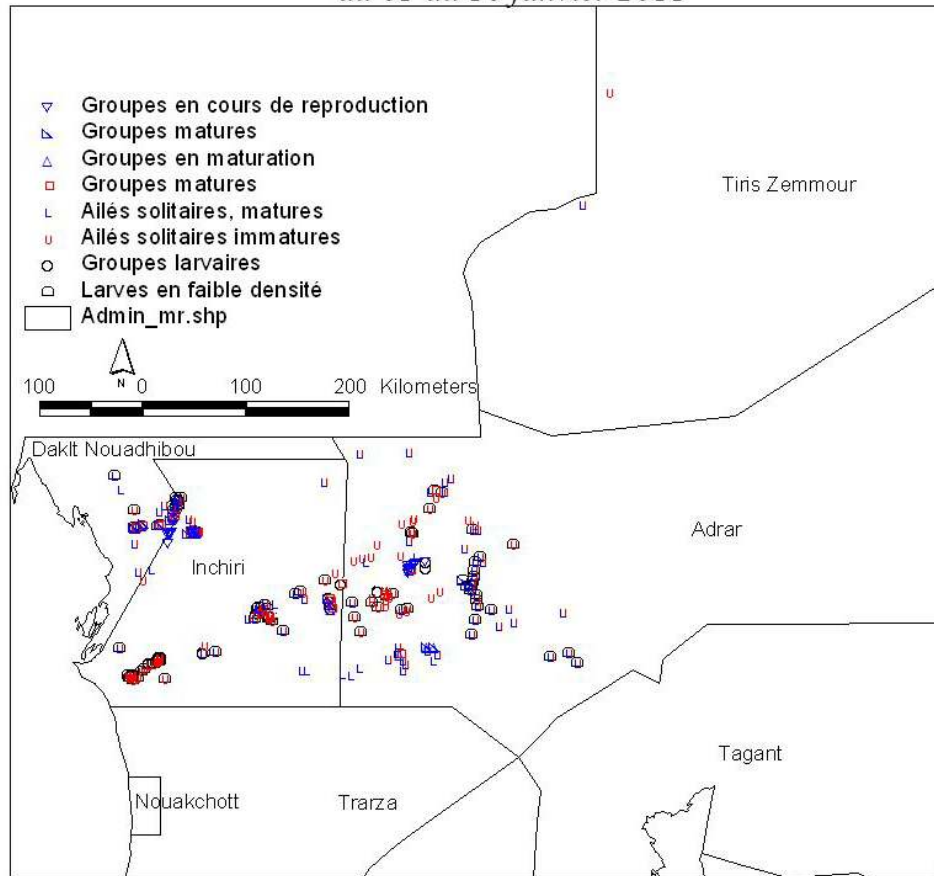 Groupes en cours de reproduction
Groupes matures
Groupes en maturation
Groupes matures
Ailés solitaires, matures
Ailés solitaires immatures
Groupes larvaires
Larves en faible densité
Admin_mr.shp
N
100 0 100 200 Kilometers
Tiris Zemmour
Daklt Nouadhibou
Adrar
Inchiri
Tagant
Nouakchott
Trarza